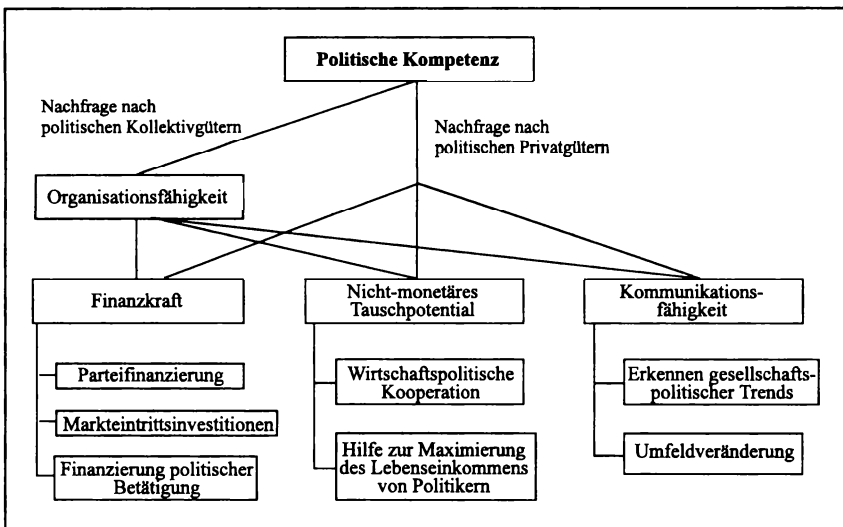 Politische Kompetenz
Nachfrage nach
politischen Kollektivgütern
Nachfrage nach
politischen Privatgütern
Organisationsfähigkeit
Finanzkraft
Nicht-monetäres
Tauschpotential
Kommunikations-
fähigkeit
Parteifinanzierung
Markteintrittsinvestitionen
Finanzierung politischer
Betätigung
Wirtschaftspolitische
Kooperation
Hilfe zur Maximierung
des Lebenseinkommens
von Politikern
Erkennen gesellschafts-
politischer Trends
Umfeldveränderung